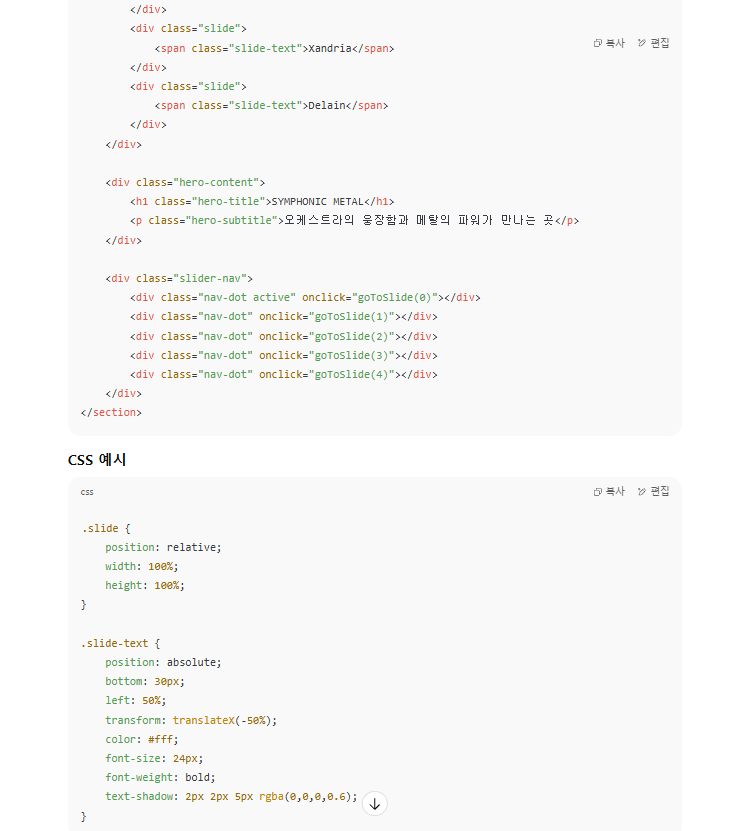 </div>
<div class="slide">
<span class="slide-text">Xandria</span>
복사 편집
</div>
<div class="slide">
<span class="slide-text">Delain</span>
</div>
</div>
<div class="hero-content">
<h1 class="hero-title">SYMPHONIC METAL</h1>
<p class="hero-subtitle">오케스트라의 웅장함과 메탈의 파워가 만나는 곳</p>
</div>
<div class="slider-nav">
<div class="nav-dot active" onclick="goToSlide(0)"></div>
<div class="nav-dot" onclick="goToSlide(1)"></div>
<div class="nav-dot" onclick="goToSlide(2)"></div>
<div class="nav-dot" onclick="goToSlide(3)"></div>
<div class="nav-dot" onclick="goToSlide(4)"></div>
</div>
</section>
CSS 예시
css 복사 편집
.slide {
position: relative;
width: 100%;
height: 100%;
}
.slide-text {
position: absolute;
bottom: 30px;
left: 50%;
transform: translateX(-50%);
color: #fff;
font-size: 24px;
font-weight: bold;
text-shadow: 2px 2px 5px rgba(0,0,0,0.6);
}